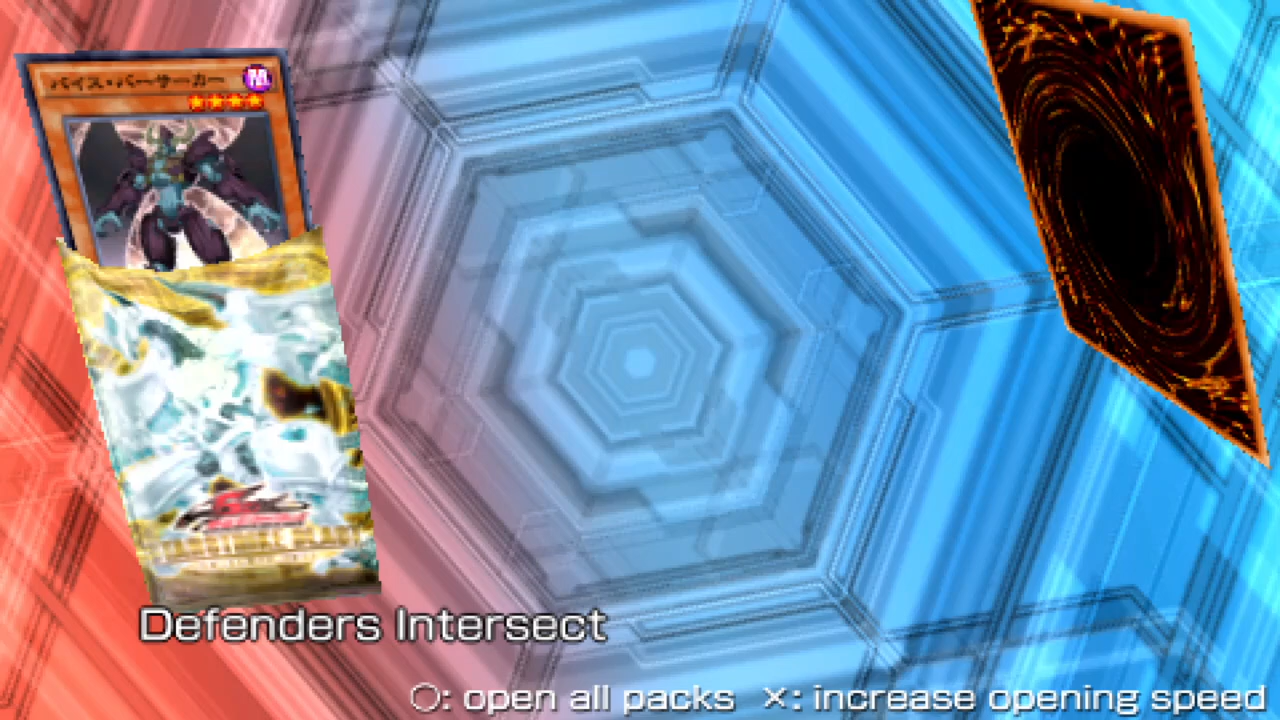 バイス・バーサーカー
Defenders Intersect
○: open all packs ×: increase opening speed